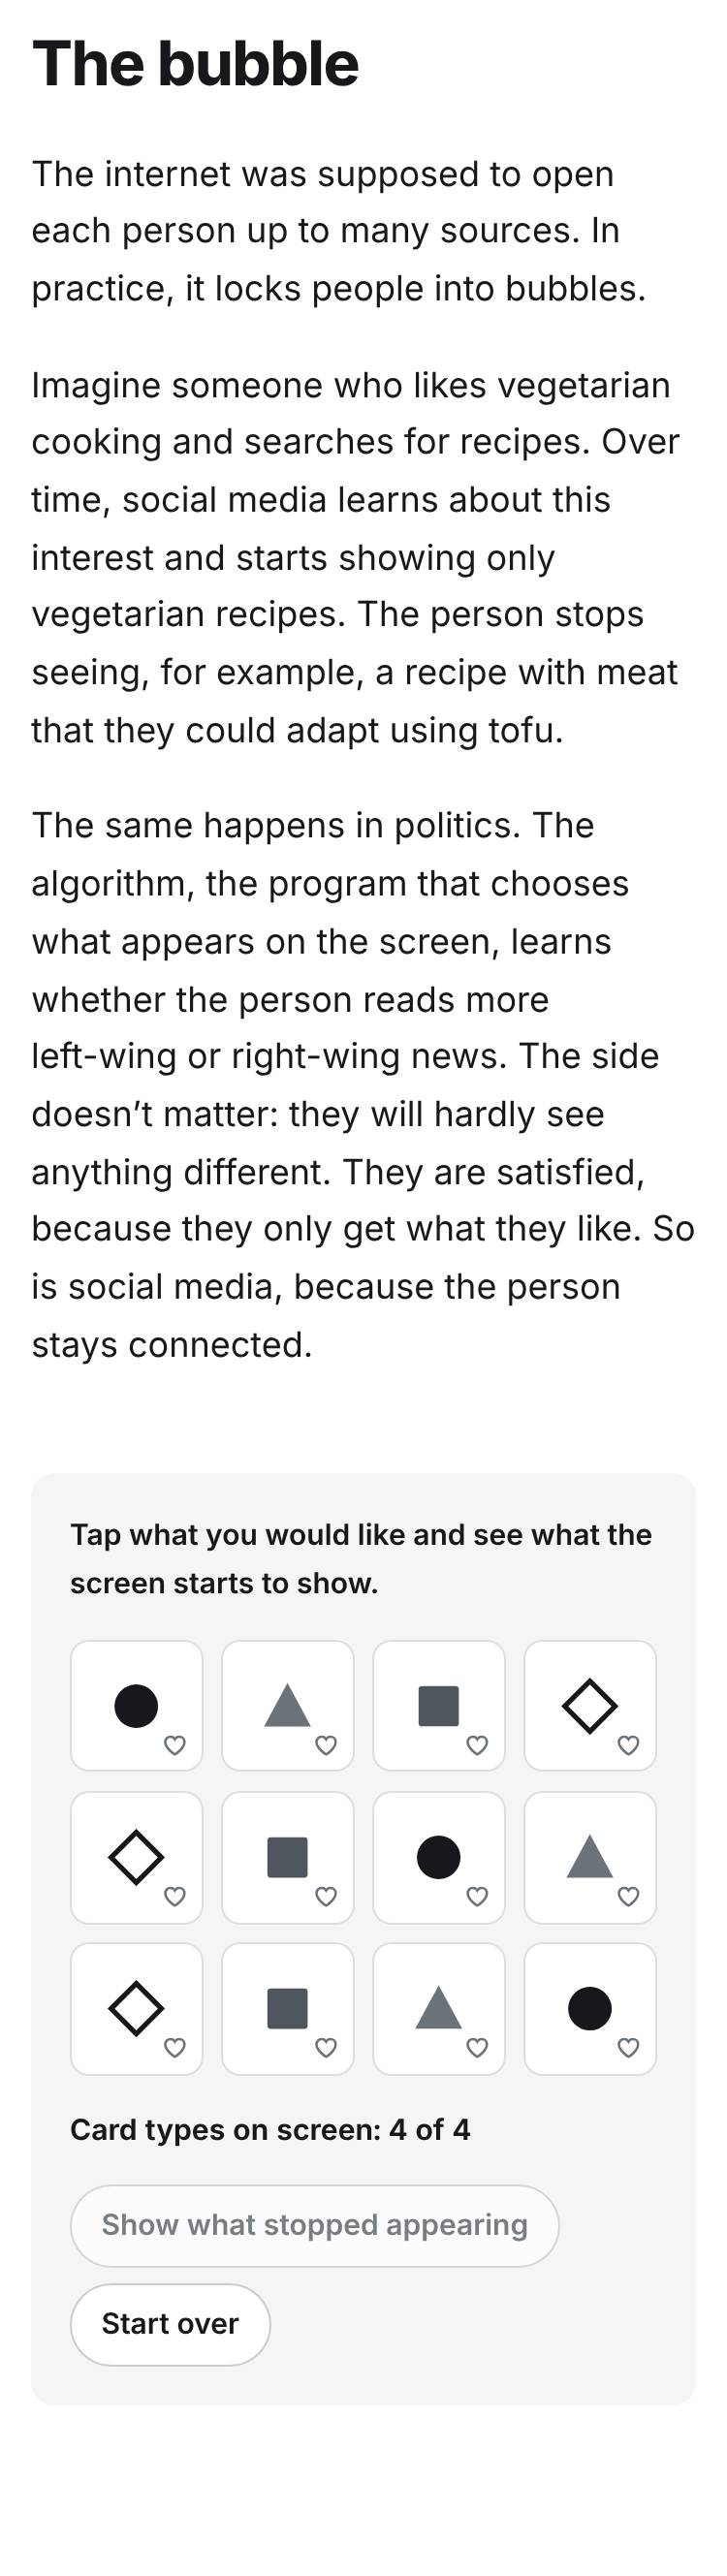 The bubble
The internet was supposed to open
each person up to many sources. In
practice, it locks people into bubbles.
Imagine someone who likes vegetarian
cooking and searches for recipes. Over
time, social media learns about this
interest and starts showing only
vegetarian recipes. The person stops
seeing, for example, a recipe with meat
that they could adapt using tofu.
The same happens in politics. The
algorithm, the program that chooses
what appears on the screen, learns
whether the person reads more
left-wing or right-wing news. The side
doesn’t matter: they will hardly see
anything different. They are satisfied,
because they only get what they like. So
is social media, because the person
stays connected.
Tap what you would like and see what the
screen starts to show.
Card types on screen: 4 of 4
Show what stopped appearing
Start over